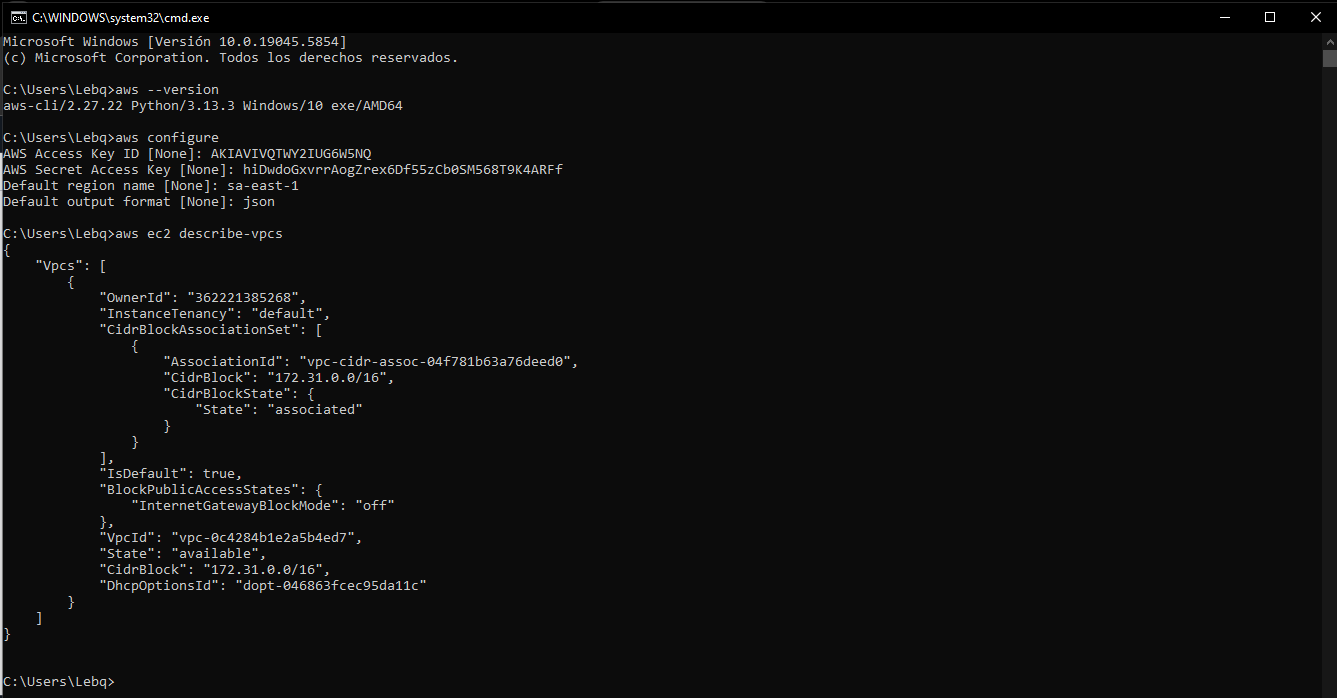 C:\WINDOWS\system32\cmd.exe
Microsoft Windows [Versión 10.0.19045.5854]
(c) Microsoft Corporation. Todos los derechos reservados.
C:\Users\Lebq>aws --version
aws-cli/2.27.22 Python/3.13.3 Windows/10 exe/AMD64
C:\Users\Lebq>aws configure
AWS Access Key ID [None]: AKIAVIVQTWY2IUG6W5NQ
AWS Secret Access Key [None]: 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
Default region name [None]: sa-east-1
Default output format [None]: json
C:\Users\Lebq>aws ec2 describe-vpcs
{
    "Vpcs": [
        {
            "OwnerId": "362221385268",
            "InstanceTenancy": "default",
            "CidrBlockAssociationSet": [
                {
                    "AssociationId": "vpc-cidr-assoc-04f781b63a76deed0",
                    "CidrBlock": "172.31.0.0/16",
                    "CidrBlockState": {
                        "State": "associated"
                    }
                }
            ],
            "IsDefault": true,
            "BlockPublicAccessStates": {
                "InternetGatewayBlockMode": "off"
            },
            "VpcId": "vpc-0c4284b1e2a5b4ed7",
            "State": "available",
            "CidrBlock": "172.31.0.0/16",
            "DhcpOptionsId": "dopt-046863fcec95da11c"
        }
    ]
}
C:\Users\Lebq>